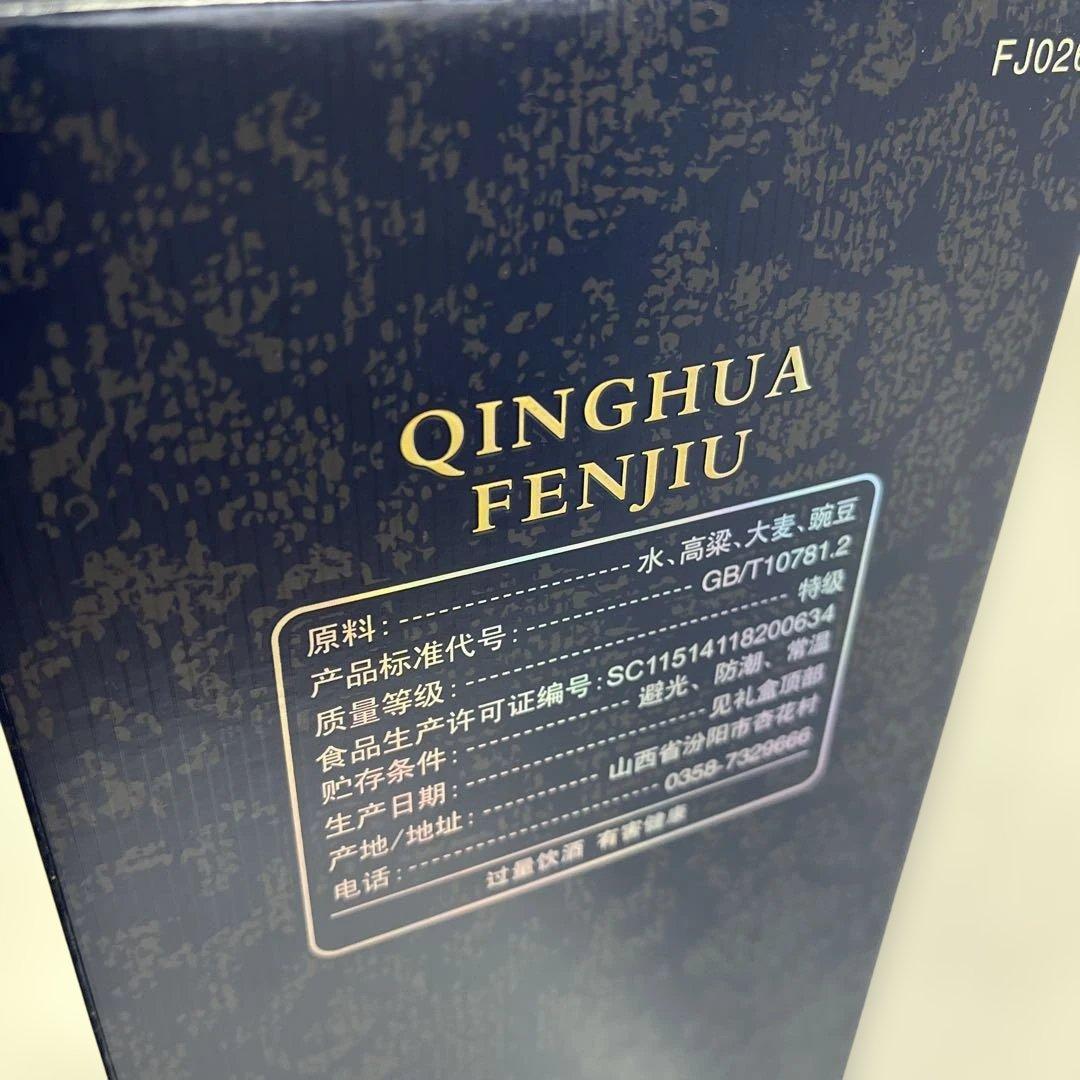 FJ026
QINGHUA
FENJIU
原料:水、高粱、大麦、豌豆
产品标准代号:GB/T10781.2
质量等级:特级
食品生产许可证编号:SC11514118200634
贮存条件:避光、防潮、常温
生产日期:见礼盒顶部
产地/地址:山西省汾阳市杏花村
电话:0358-7329666
过量饮酒 有害健康